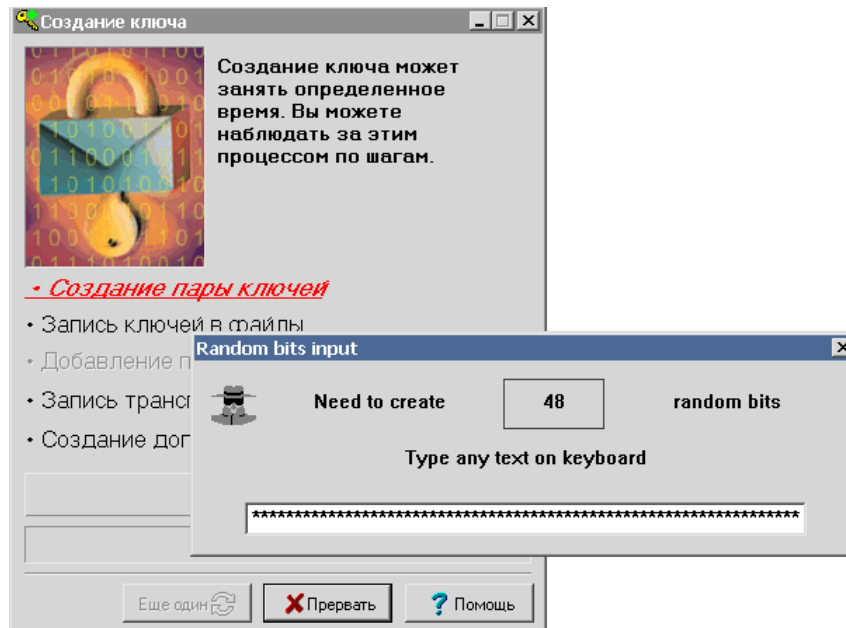 Создание ключа
Создание ключа может
занять определенное
время. Вы можете
наблюдать за этим
процессом по шагам.
• Создание пары ключей
• Запись ключей в файлы
• Добавление п
• Запись трансп
• Создание дог
Random bits input
Need to create 48 random bits
Type any text on keyboard
*****************************************************************
Еще один Прервать Помощь